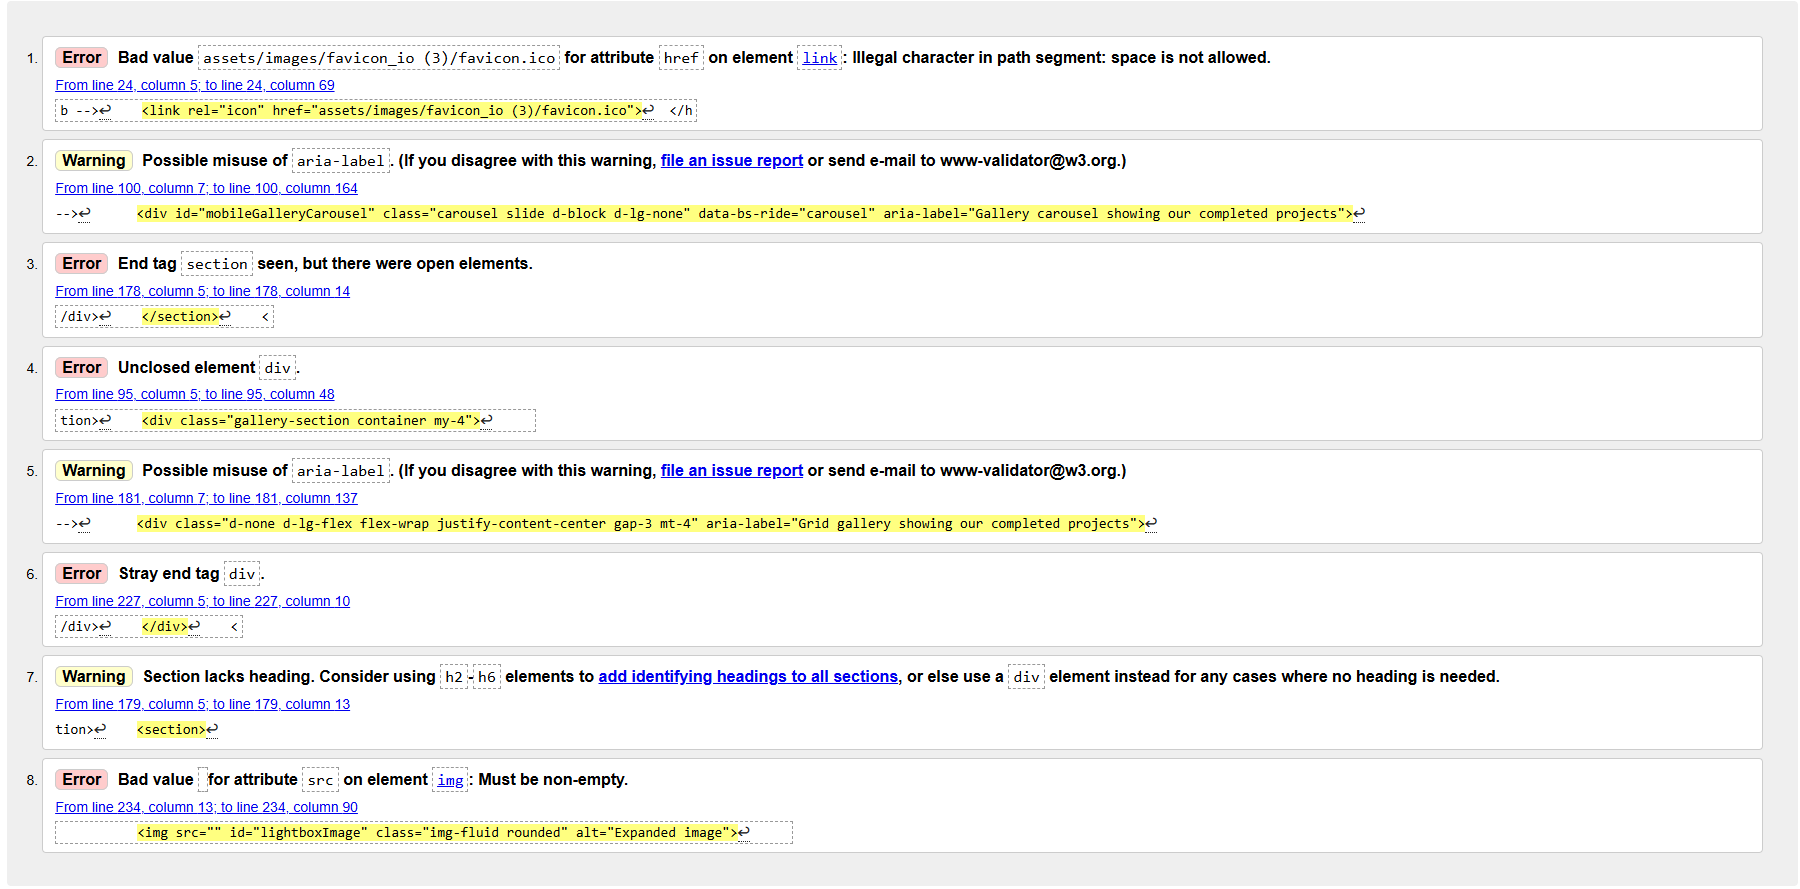 1. Error Bad value assets/images/favicon_io (3)/favicon.ico for attribute href on element link: Illegal character in path segment: space is not allowed.
From line 24, column 5; to line 24, column 69
b -->↩ <link rel="icon" href="assets/images/favicon_io (3)/favicon.ico">↩ </h
2. Warning Possible misuse of aria-label. (If you disagree with this warning, file an issue report or send e-mail to www-validator@w3.org.)
From line 100, column 7; to line 100, column 164
-->↩ <div id="mobileGalleryCarousel" class="carousel slide d-block d-lg-none" data-bs-ride="carousel" aria-label="Gallery carousel showing our completed projects">↩
3. Error End tag section seen, but there were open elements.
From line 178, column 5; to line 178, column 14
/div>↩ </section>↩ <
4. Error Unclosed element div.
From line 95, column 5; to line 95, column 48
tion>↩ <div class="gallery-section container my-4">↩
5. Warning Possible misuse of aria-label. (If you disagree with this warning, file an issue report or send e-mail to www-validator@w3.org.)
From line 181, column 7; to line 181, column 137
-->↩ <div class="d-none d-lg-flex flex-wrap justify-content-center gap-3 mt-4" aria-label="Grid gallery showing our completed projects">↩
6. Error Stray end tag div.
From line 227, column 5; to line 227, column 10
/div>↩ </div>↩ <
7. Warning Section lacks heading. Consider using h2-h6 elements to add identifying headings to all sections, or else use a div element instead for any cases where no heading is needed.
From line 179, column 5; to line 179, column 13
tion>↩ <section>↩
8. Error Bad value for attribute src on element img: Must be non-empty.
From line 234, column 13; to line 234, column 90
<img src="" id="lightboxImage" class="img-fluid rounded" alt="Expanded image">↩